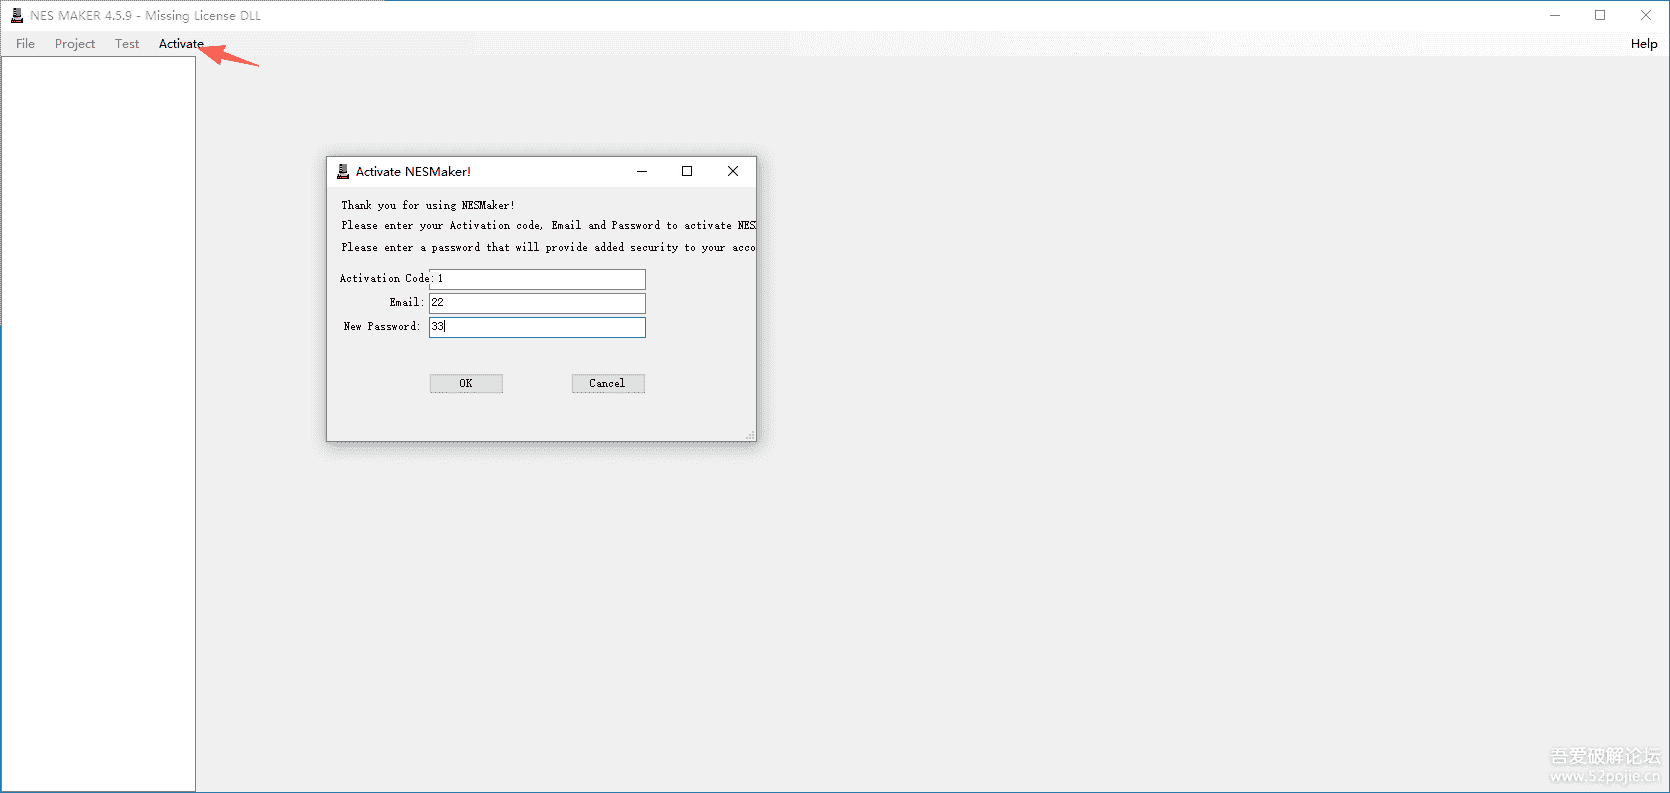 NES MAKER 4.5.9 - Missing License DLL
File Project Test Activate Help
Activate NESMaker!
Thank you for using NESMaker!
Please enter your Activation code, Email and Password to activate NES
Please enter a password that will provide added security to your acco
Activation Code: 1
Email: 22
New Password: 33
OK Cancel
吾爱破解论坛
www.52pojie.cn